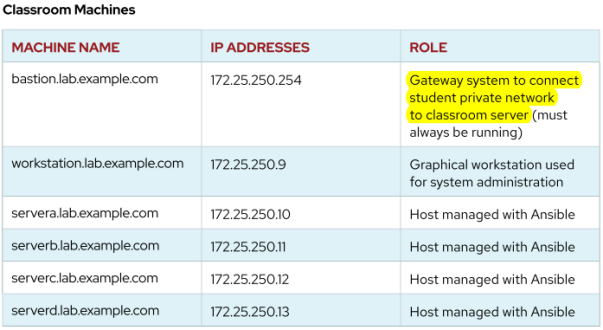 Classroom Machines
MACHINE NAME IP ADDRESSES ROLE
bastion.lab.example.com 172.25.250.254 Gateway system to connect
student private network
to classroom server (must
always be running)
workstation.lab.example.com 172.25.250.9 Graphical workstation used
for system administration
servera.lab.example.com 172.25.250.10 Host managed with Ansible
serverb.lab.example.com 172.25.250.11 Host managed with Ansible
serverc.lab.example.com 172.25.250.12 Host managed with Ansible
serverd.lab.example.com 172.25.250.13 Host managed with Ansible